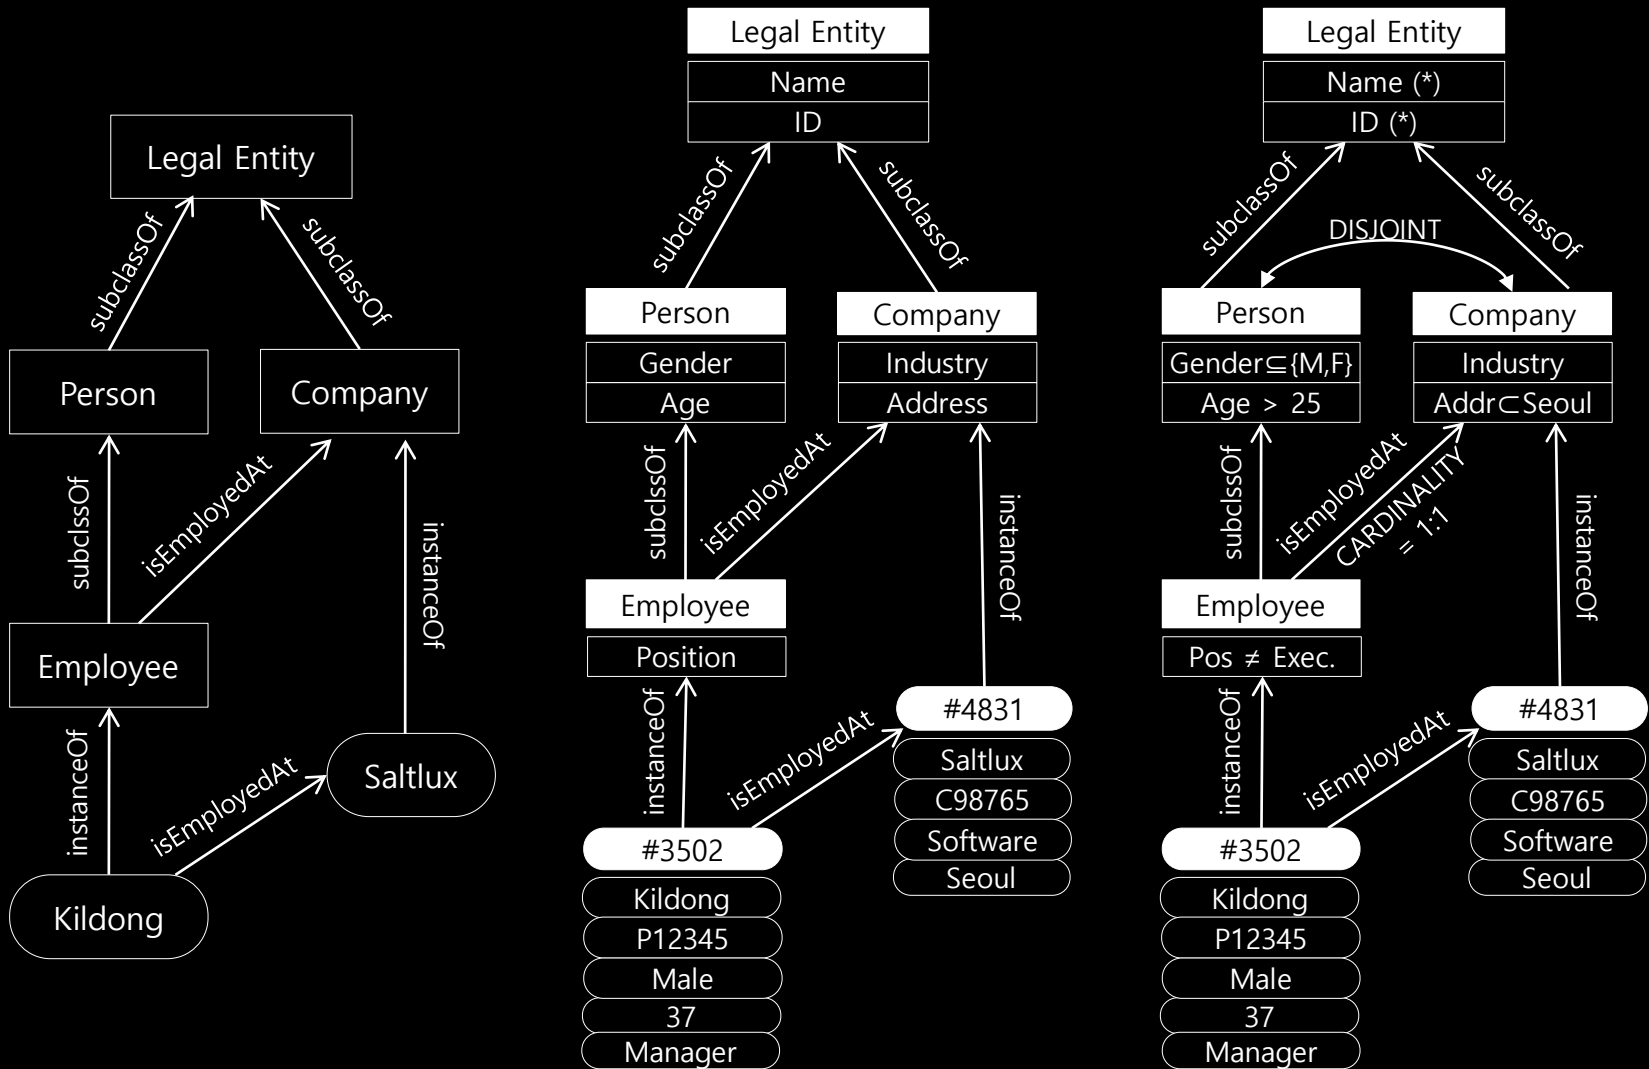 Legal Entity
subclassOf
subclassOf
Person
Company
subclssOf
isEmployedAt
instanceOf
Employee
instanceOf
isEmployedAt
Saltlux
Kildong
Legal Entity
Name
ID
subclassOf
subclassOf
Person
Gender
Age
Company
Industry
Address
subclssOf
isEmployedAt
instanceOf
Employee
Position
instanceOf
isEmployedAt
#4831
Saltlux
C98765
Software
Seoul
#3502
Kildong
P12345
Male
37
Manager
Legal Entity
Name (*)
ID (*)
subclassOf
subclassOf
DISJOINT
Person
Gender⊆{M,F}
Age > 25
Company
Industry
Addr⊂Seoul
subclssOf
isEmployedAt
CARDINALITY
= 1:1
instanceOf
Employee
Pos ≠ Exec.
instanceOf
isEmployedAt
#4831
Saltlux
C98765
Software
Seoul
#3502
Kildong
P12345
Male
37
Manager